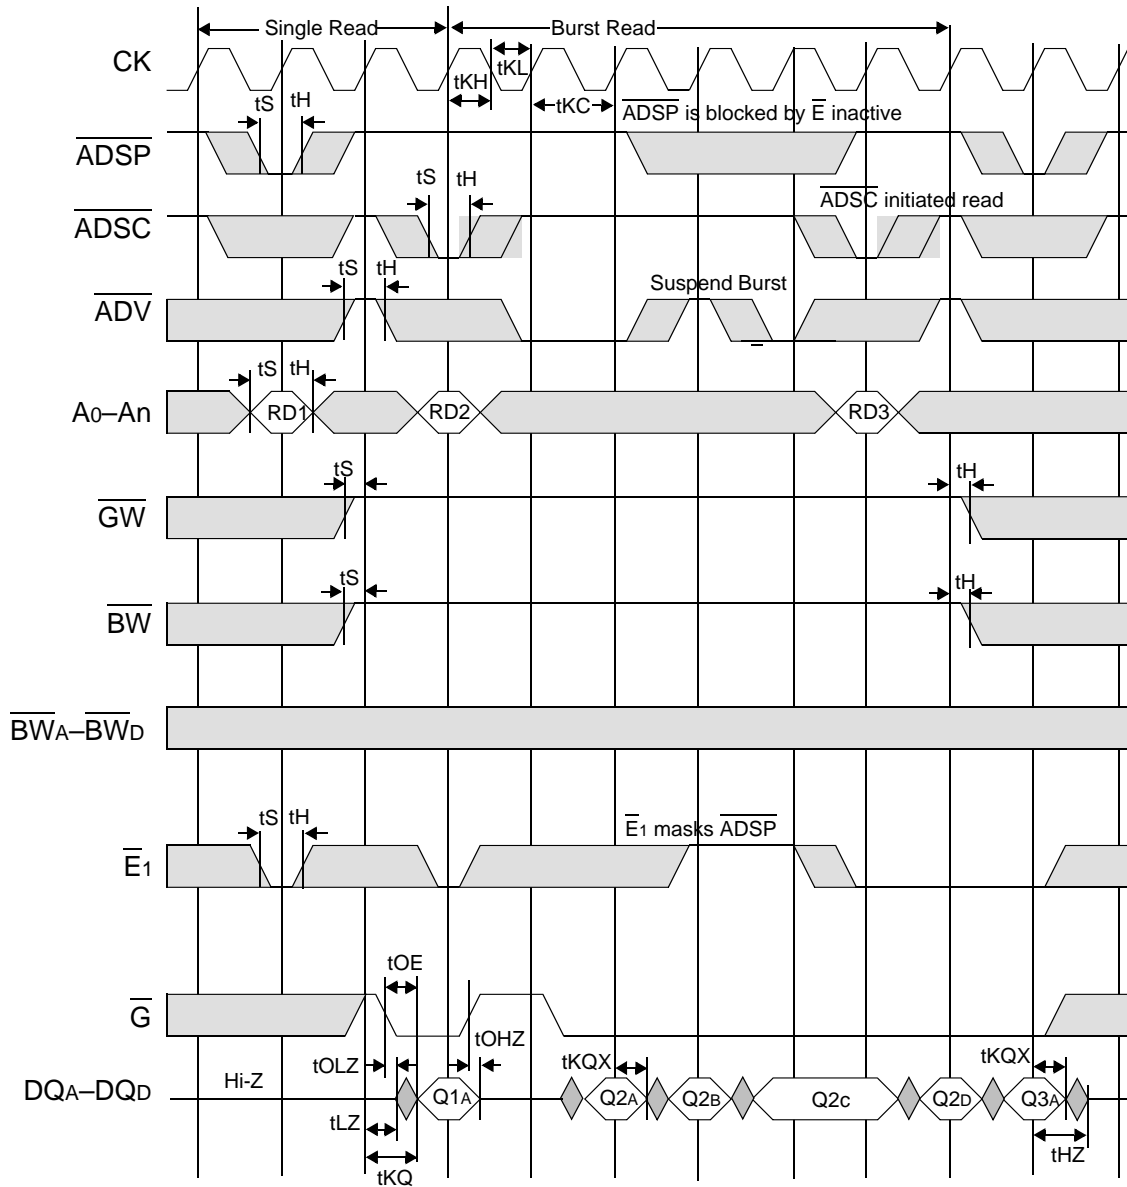 Single Read
Burst Read
CK
tKL
tKH
tKC
tS
tH
ADSP is blocked by E inactive
ADSP
tS
tH
ADSC initiated read
ADSC
tS
tH
Suspend Burst
ADV
tS
tH
A0–An
RD1
RD2
RD3
tS
tH
GW
tS
tH
BW
BWA–BWD
tS
tH
E1 masks ADSP
E1
tOE
G
tOHZ
tOLZ
tKQX
tKQX
Hi-Z
DQA–DQD
Q1A
Q2A
Q2B
Q2C
Q2D
Q3A
tLZ
tHZ
tKQ